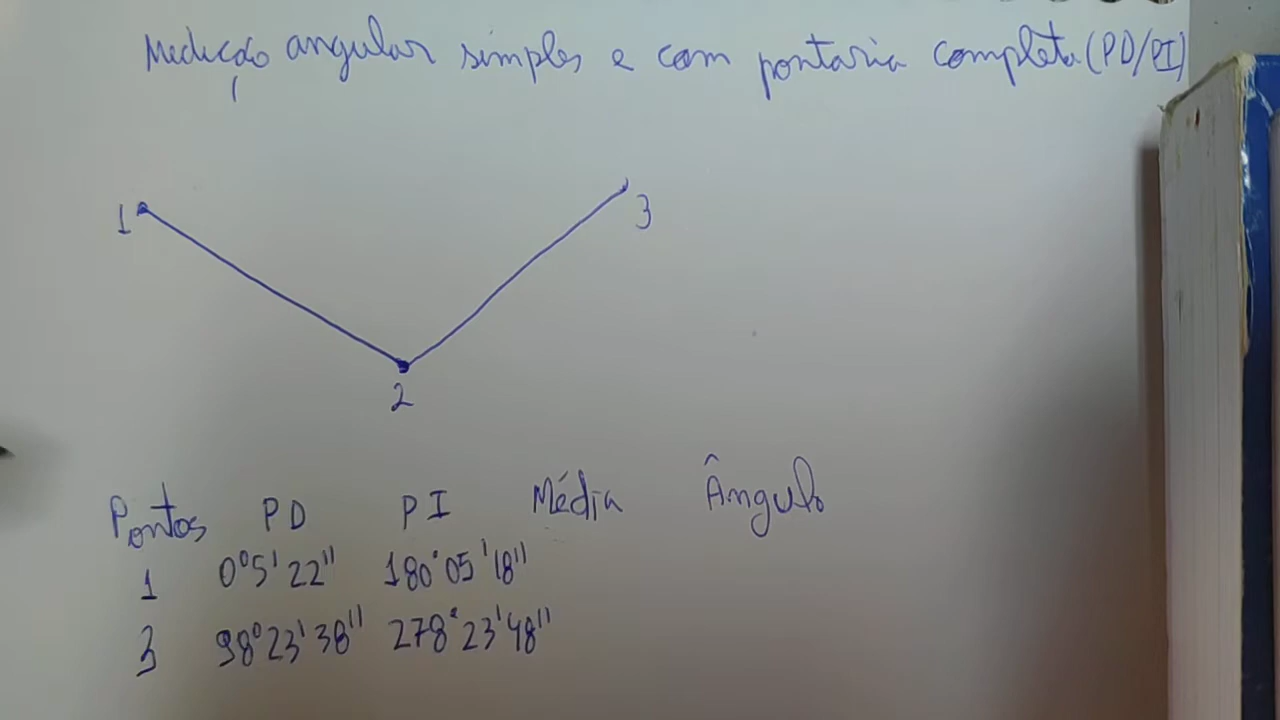 Medição angular simples e com pontaria completa (PD/PI)
1
3
2
Pontos PD PI Média Ângulo
1 0°5'22" 180°05'18"
3 98°23'38" 278°23'48"